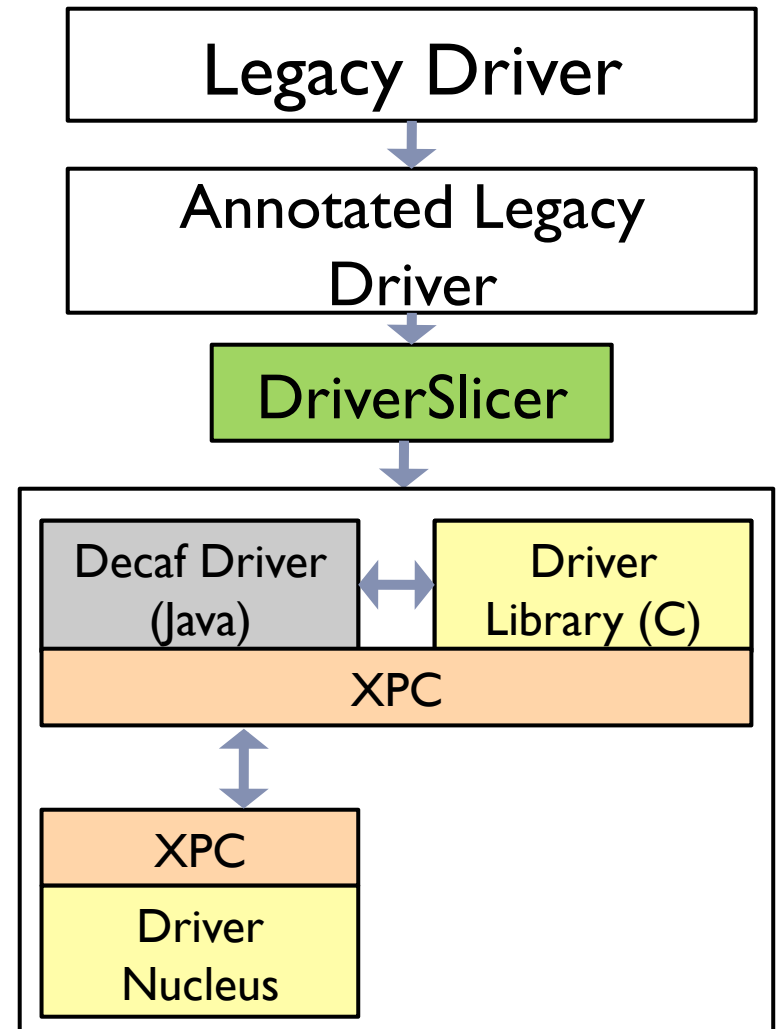 Legacy Driver
Annotated Legacy
Driver
DriverSlicer
Decaf Driver
(Java)
Driver
Library (C)
XPC
XPC
Driver
Nucleus